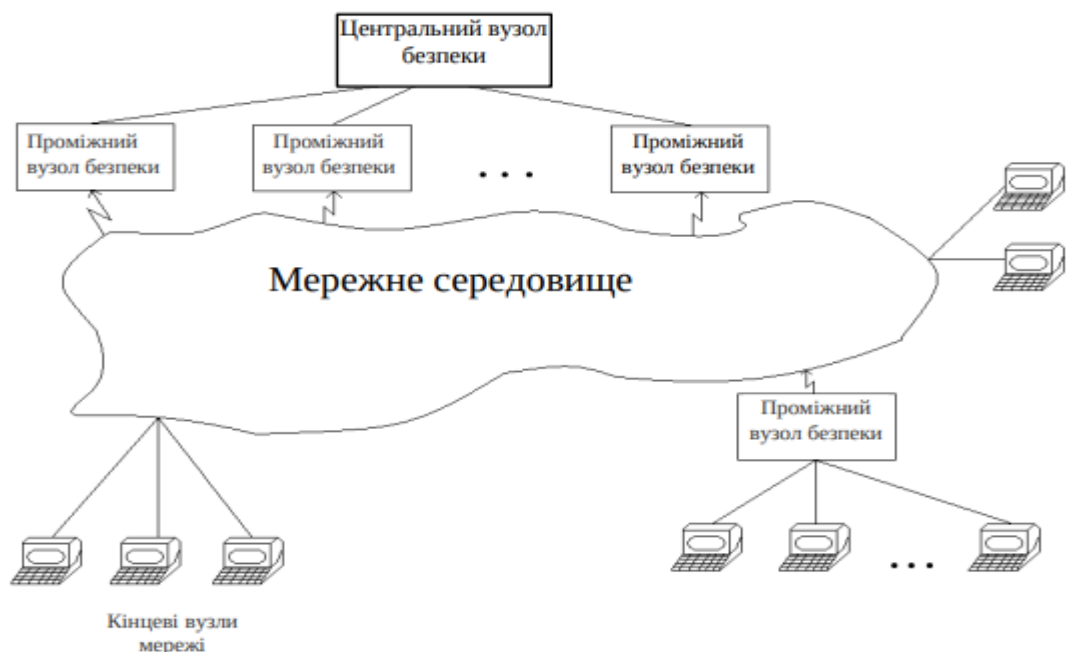 Центральний вузол
безпеки
Проміжний
вузол безпеки
Проміжний
вузол безпеки
. . .
Проміжний
вузол безпеки
Мережне середовище
Проміжний
вузол безпеки
. . .
Кінцеві вузли
мережі